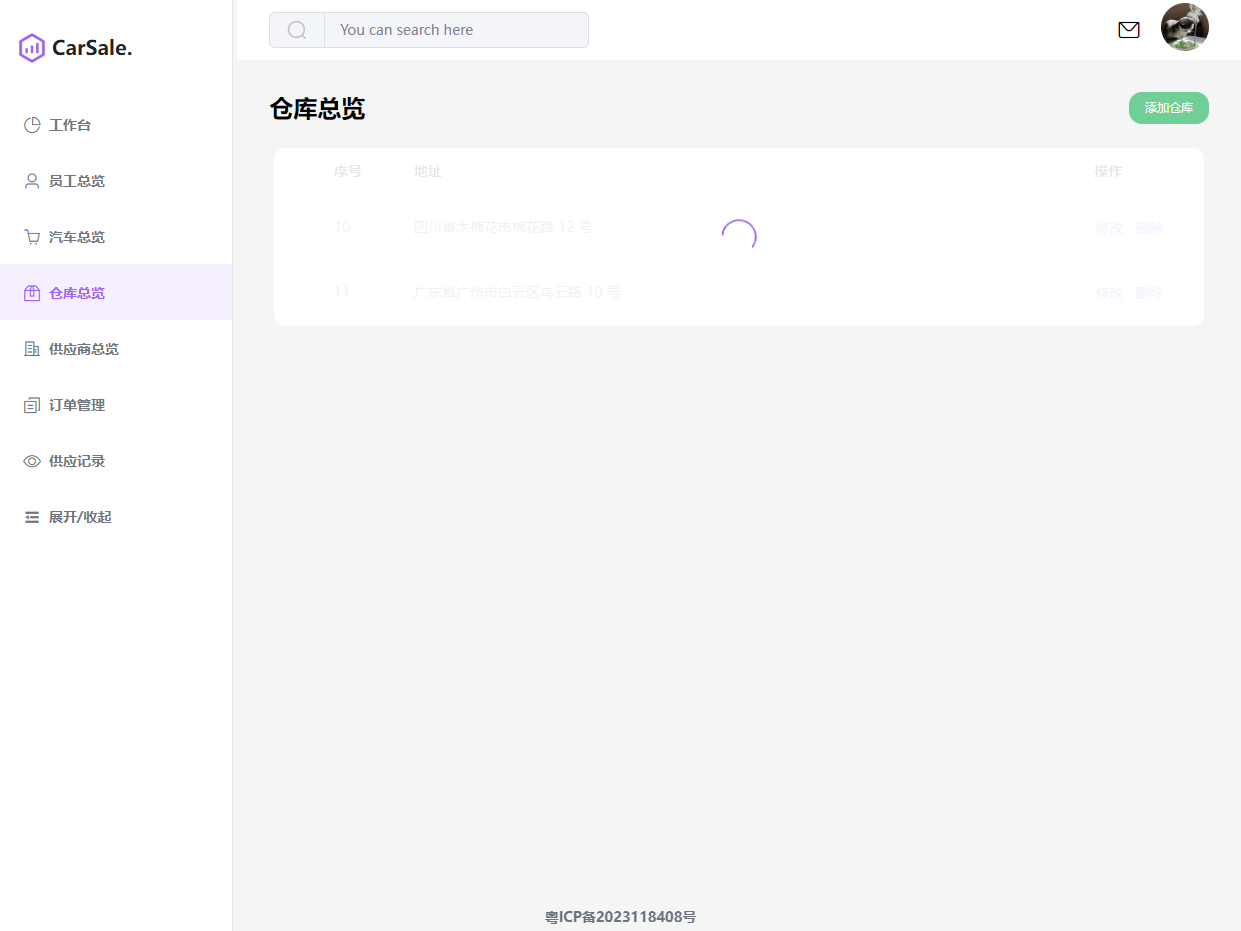 CarSale.
You can search here
工作台
员工总览
汽车总览
仓库总览
供应商总览
订单管理
供应记录
展开/收起
仓库总览
添加仓库
序号 地址 操作
10 四川省木棉花市棉花路 12 号 修改 删除
11 广东省广州市白云区乌云路 10 号 修改 删除
粤ICP备2023118408号